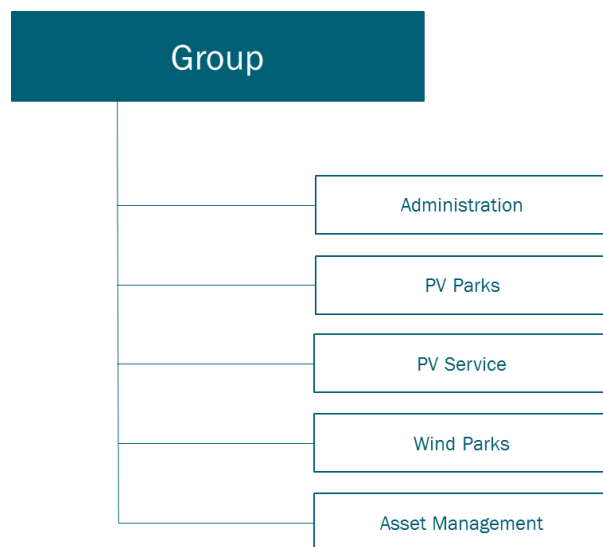 Group
Administration
PV Parks
PV Service
Wind Parks
Asset Management